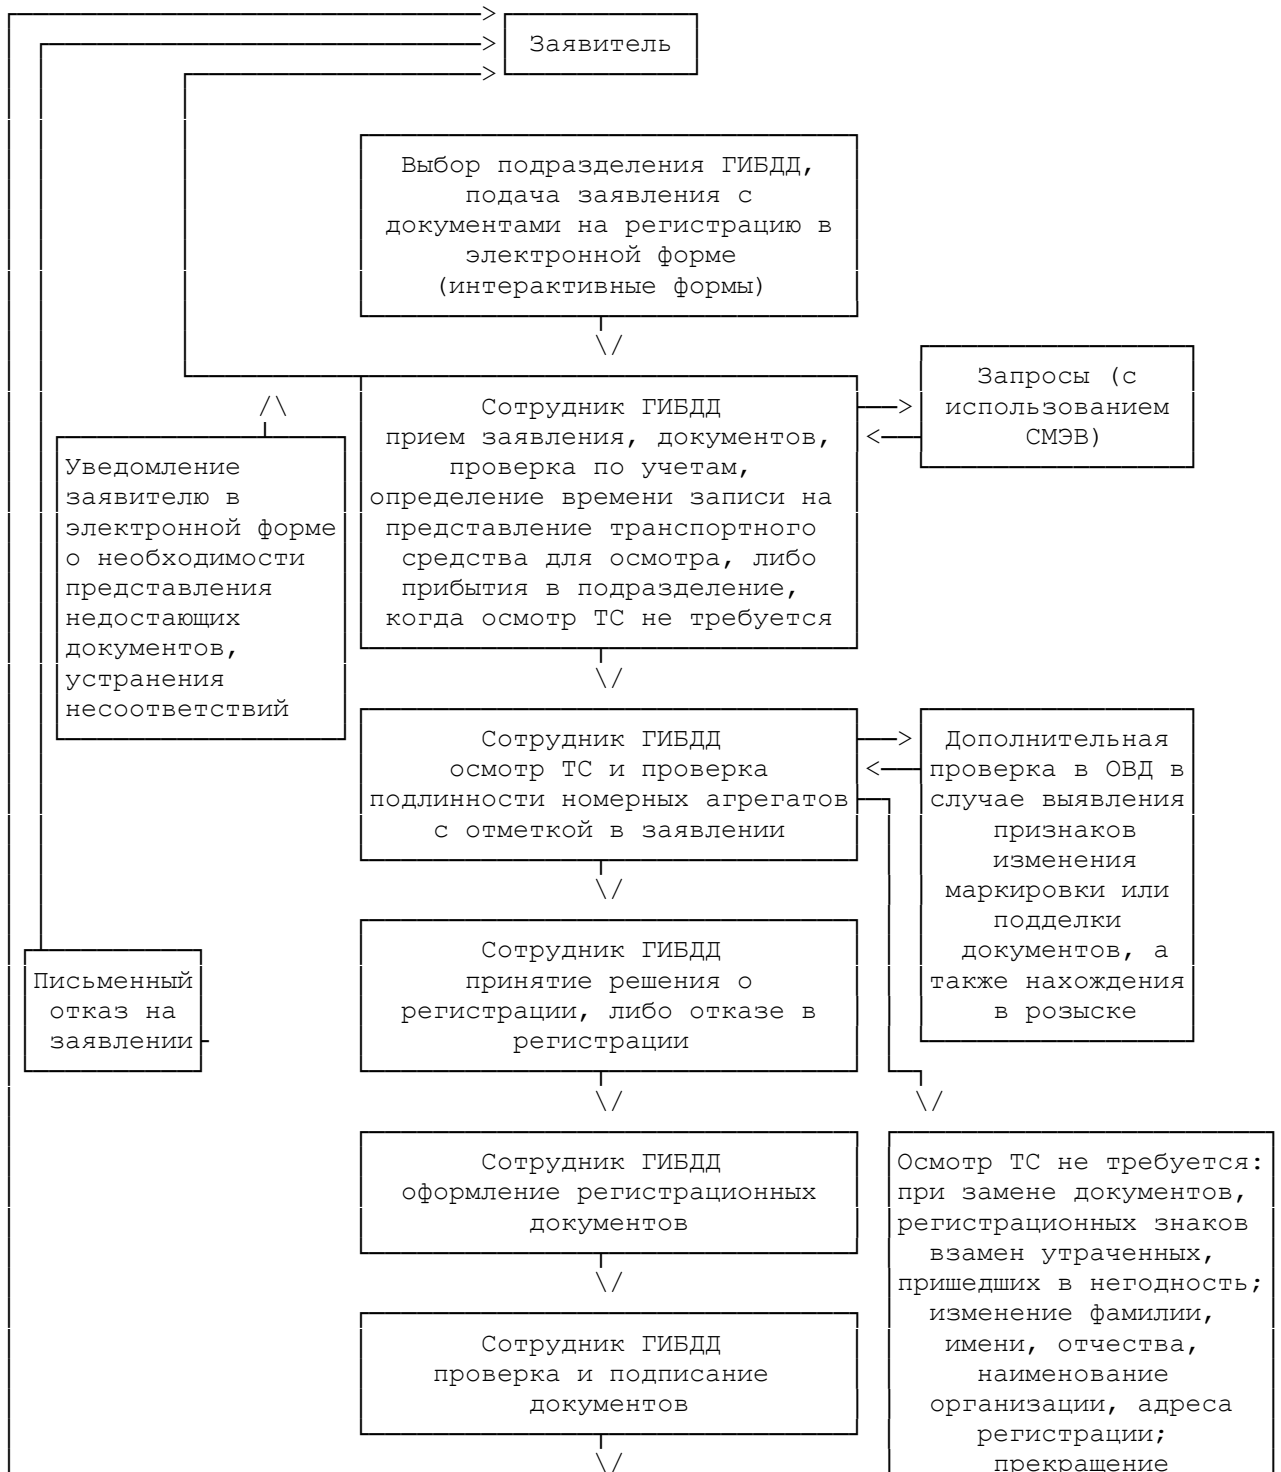 Заявитель
Выбор подразделения ГИБДД,
подача заявления с
документами на регистрацию в
электронной форме
(интерактивные формы)
Запросы (с
использованием
СМЭВ)
Сотрудник ГИБДД
прием заявления, документов,
проверка по учетам,
определение времени записи на
представление транспортного
средства для осмотра, либо
прибытия в подразделение,
когда осмотр ТС не требуется
Уведомление
заявителю в
электронной форме
о необходимости
представления
недостающих
документов,
устранения
несоответствий
Сотрудник ГИБДД
осмотр ТС и проверка
подлинности номерных агрегатов
с отметкой в заявлении
Дополнительная
проверка в ОВД в
случае выявления
признаков
изменения
маркировки или
подделки
документов, а
также нахождения
в розыске
Сотрудник ГИБДД
принятие решения о
регистрации, либо отказе в
регистрации
Письменный
отказ на
заявлении
Сотрудник ГИБДД
оформление регистрационных
документов
Осмотр ТС не требуется:
при замене документов,
регистрационных знаков
взамен утраченных,
пришедших в негодность;
изменение фамилии,
имени, отчества,
наименование
организации, адреса
регистрации;
прекращение
Сотрудник ГИБДД
проверка и подписание
документов